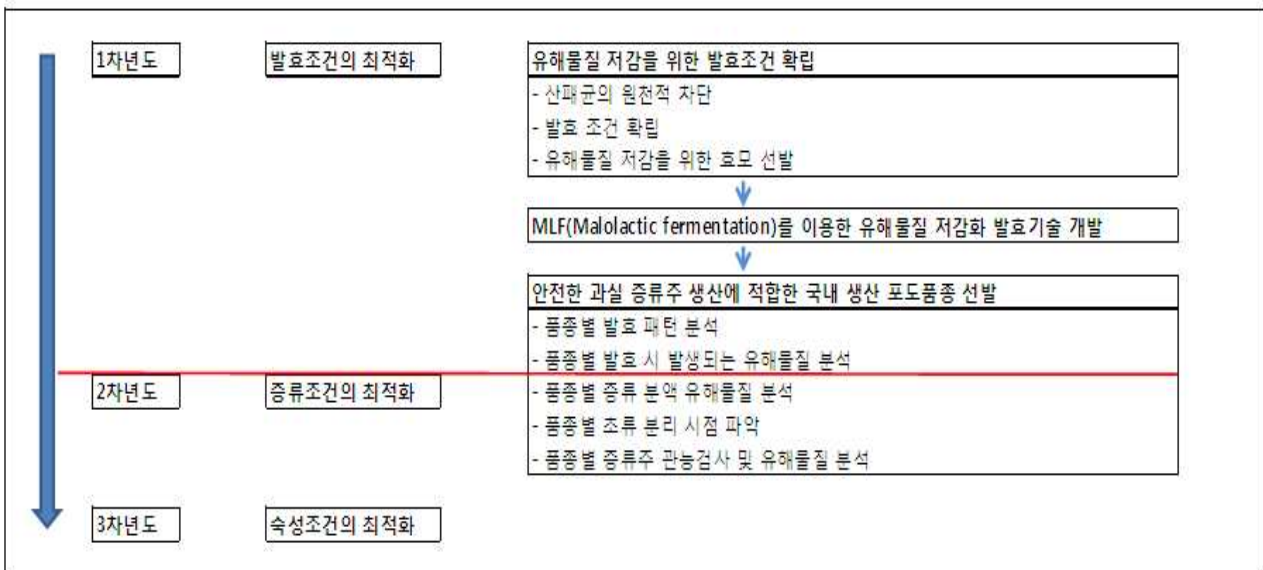 1차년도
발효조건의 최적화
유해물질 저감을 위한 발효조건 확립
- 산패균의 원천적 차단
- 발효 조건 확립
- 유해물질 저감을 위한 효모 선발
MLF(Malolactic fermentation)를 이용한 유해물질 저감화 발효기술 개발
안전한 과실 증류주 생산에 적합한 국내 생산 포도품종 선발
- 품종별 발효 패턴 분석
- 품종별 발효 시 발생되는 유해물질 분석
2차년도
증류조건의 최적화
- 품종별 증류 분액 유해물질 분석
- 품종별 초류 분리 시점 파악
- 품종별 증류주 관능검사 및 유해물질 분석
3차년도
숙성조건의 최적화